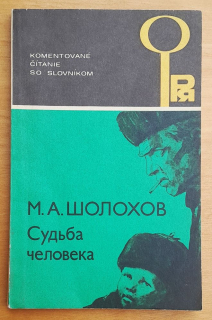 KOMENTOVANÉ
ČÍTANIE
SO SLOVNÍKOM
М. А. ШОЛОХОВ
Судьба
человека